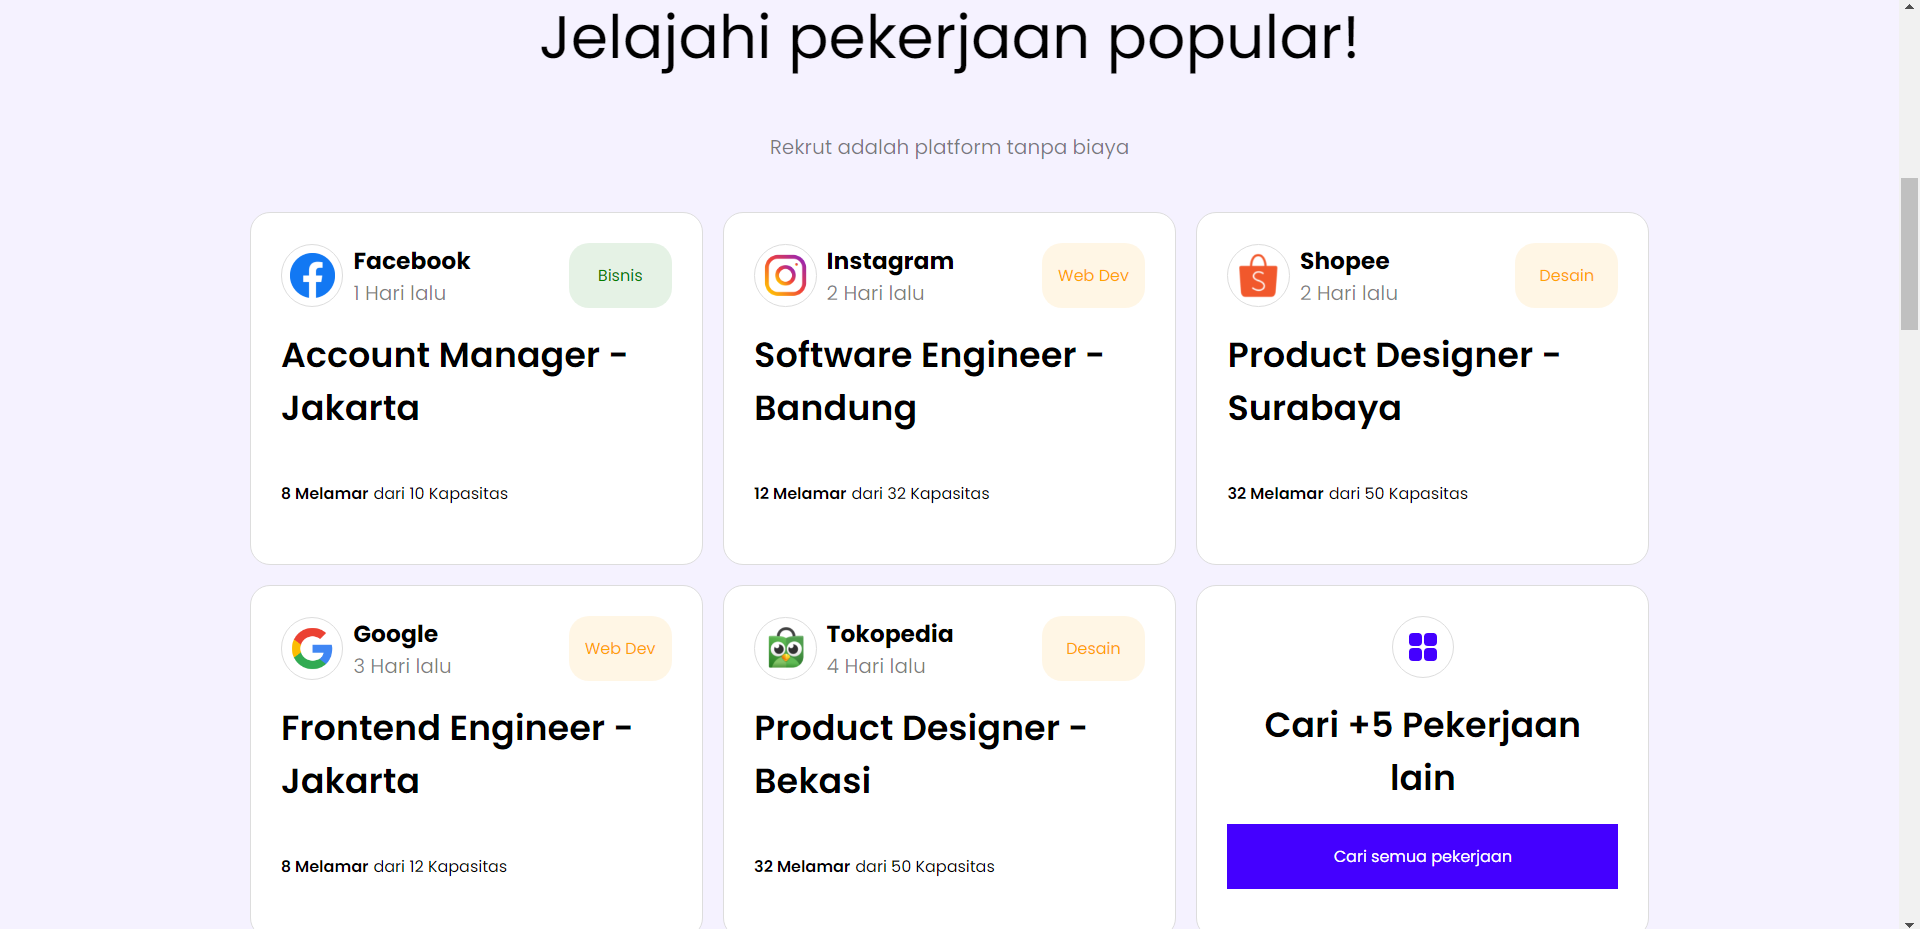 Jelajahi pekerjaan popular!
Rekrut adalah platform tanpa biaya
Facebook
1 Hari lalu
Bisnis
Account Manager -
Jakarta
8 Melamar dari 10 Kapasitas
Instagram
2 Hari lalu
Web Dev
Software Engineer -
Bandung
12 Melamar dari 32 Kapasitas
Shopee
2 Hari lalu
Desain
Product Designer -
Surabaya
32 Melamar dari 50 Kapasitas
Google
3 Hari lalu
Web Dev
Frontend Engineer -
Jakarta
8 Melamar dari 12 Kapasitas
Tokopedia
4 Hari lalu
Desain
Product Designer -
Bekasi
32 Melamar dari 50 Kapasitas
Cari +5 Pekerjaan
lain
Cari semua pekerjaan